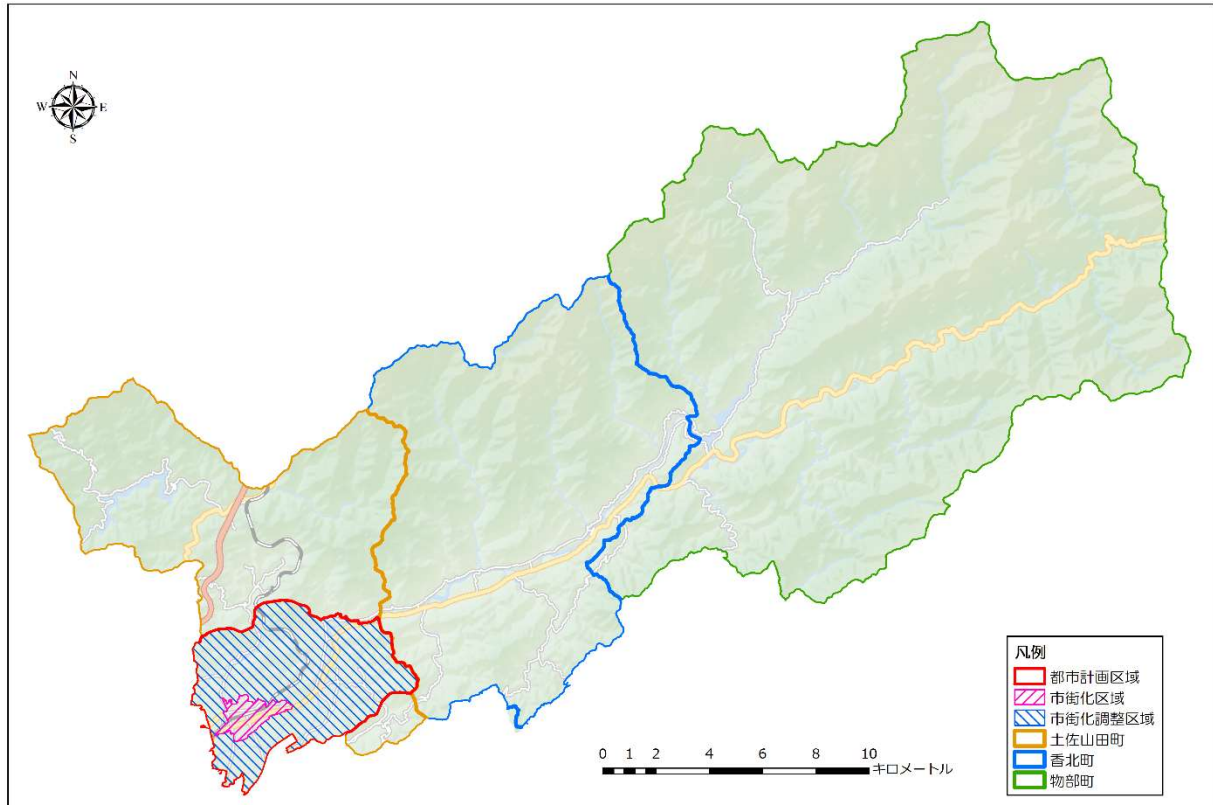 N
W E
S
凡例
都市計画区域
市街化区域
市街化調整区域
土佐山田町
香北町
物部町
0 1 2 4 6 8 10
キロメートル